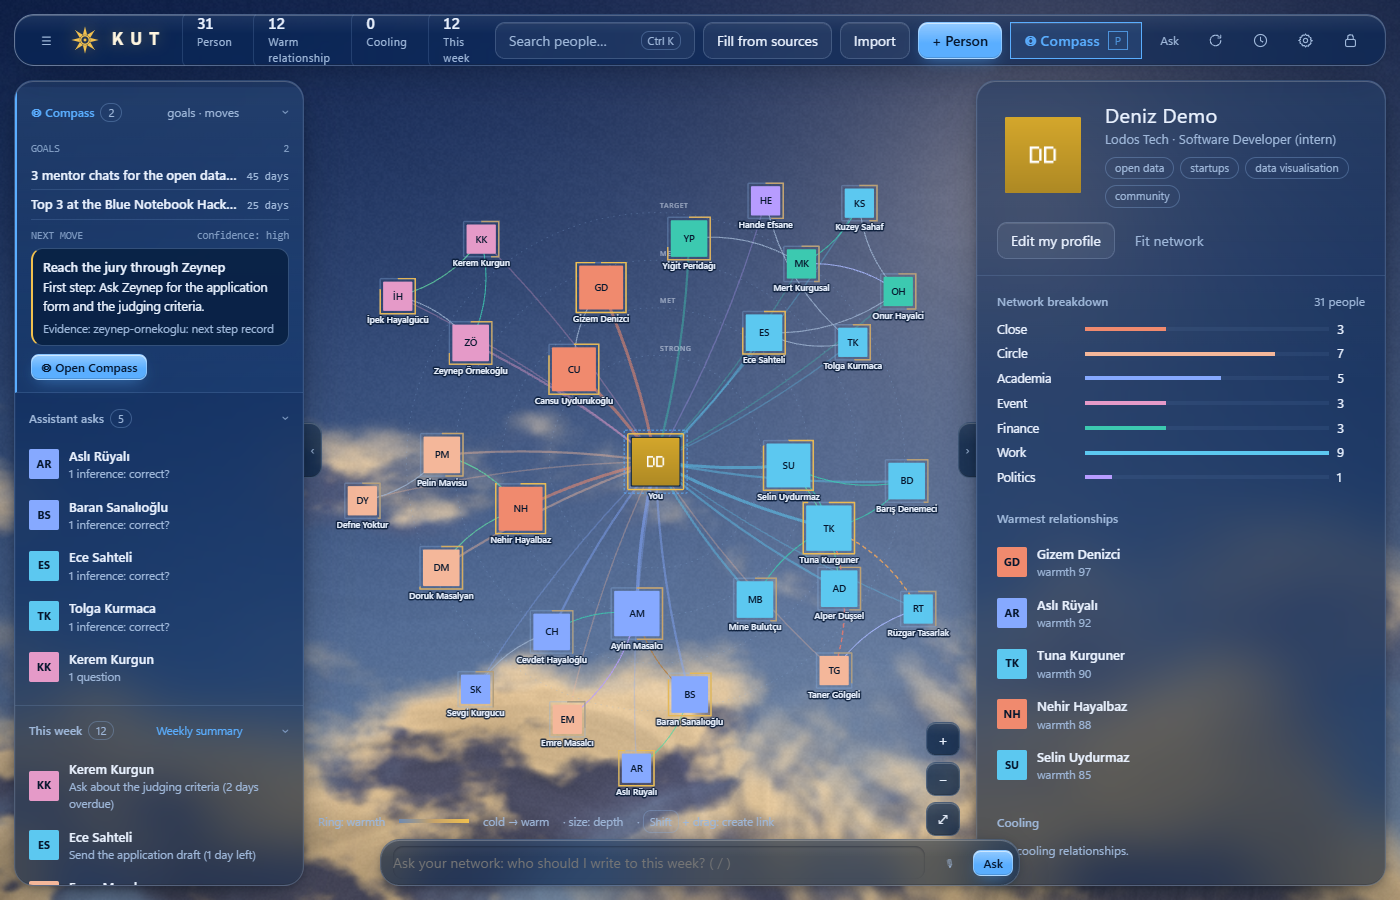 ☰ KUT
31
Person
12
Warm
relationship
0
Cooling
12
This
week
Search people...
Ctrl K
Fill from sources
Import
+ Person
Compass P
Ask
Compass 2
goals · moves
GOALS 2
3 mentor chats for the open data... 45 days
Top 3 at the Blue Notebook Hack... 25 days
NEXT MOVE confidence: high
Reach the jury through Zeynep
First step: Ask Zeynep for the application
form and the judging criteria.
Evidence: zeynep-ornekoglu: next step record
Open Compass
Assistant asks 5
AR
Aslı Rüyalı
1 inference: correct?
BS
Baran Sanalıoğlu
1 inference: correct?
ES
Ece Sahteli
1 inference: correct?
TK
Tolga Kurmaca
1 inference: correct?
KK
Kerem Kurgun
1 question
This week 12
Weekly summary
KK
Kerem Kurgun
Ask about the judging criteria (2 days
overdue)
ES
Ece Sahteli
Send the application draft (1 day left)
TARGET
MET
STRONG
HE
Hande Efsane
KS
Kuzey Sahaf
KK
Kerem Kurgun
YP
Yiğit Peridağı
MK
Mert Kurgusal
İH
İpek Hayalgücü
GD
Gizem Denizci
OH
Onur Hayalci
ZÖ
Zeynep Örnekoğlu
ES
Ece Sahteli
TK
Tolga Kurmaca
CU
Cansu Uydurukoğlu
DD
You
PM
Pelin Mavisu
SU
Selin Uydurmaz
BD
Barış Denemeci
DY
Defne Yoktur
NH
Nehir Hayalbaz
TK
Tuna Kurguner
DM
Doruk Masalyan
AD
Alper Düşsel
MB
Mine Bulutçu
RT
Rüzgar Tasarlak
AM
Aylin Masalcı
CH
Cevdet Hayaloğlu
TG
Taner Gölgeli
SK
Sevgi Kurgucu
BS
Baran Sanalıoğlu
EM
Emre Masalcı
AR
Aslı Rüyalı
Ring: warmth cold → warm · size: depth · Shift drag: create link
+
−
Ask your network: who should I write to this week? ( / )
Ask
DD
Deniz Demo
Lodos Tech · Software Developer (intern)
open data
startups
data visualisation
community
Edit my profile
Fit network
Network breakdown 31 people
Close 3
Circle 7
Academia 5
Event 3
Finance 3
Work 9
Politics 1
Warmest relationships
GD
Gizem Denizci
warmth 97
AR
Aslı Rüyalı
warmth 92
TK
Tuna Kurguner
warmth 90
NH
Nehir Hayalbaz
warmth 88
SU
Selin Uydurmaz
warmth 85
Cooling
cooling relationships.